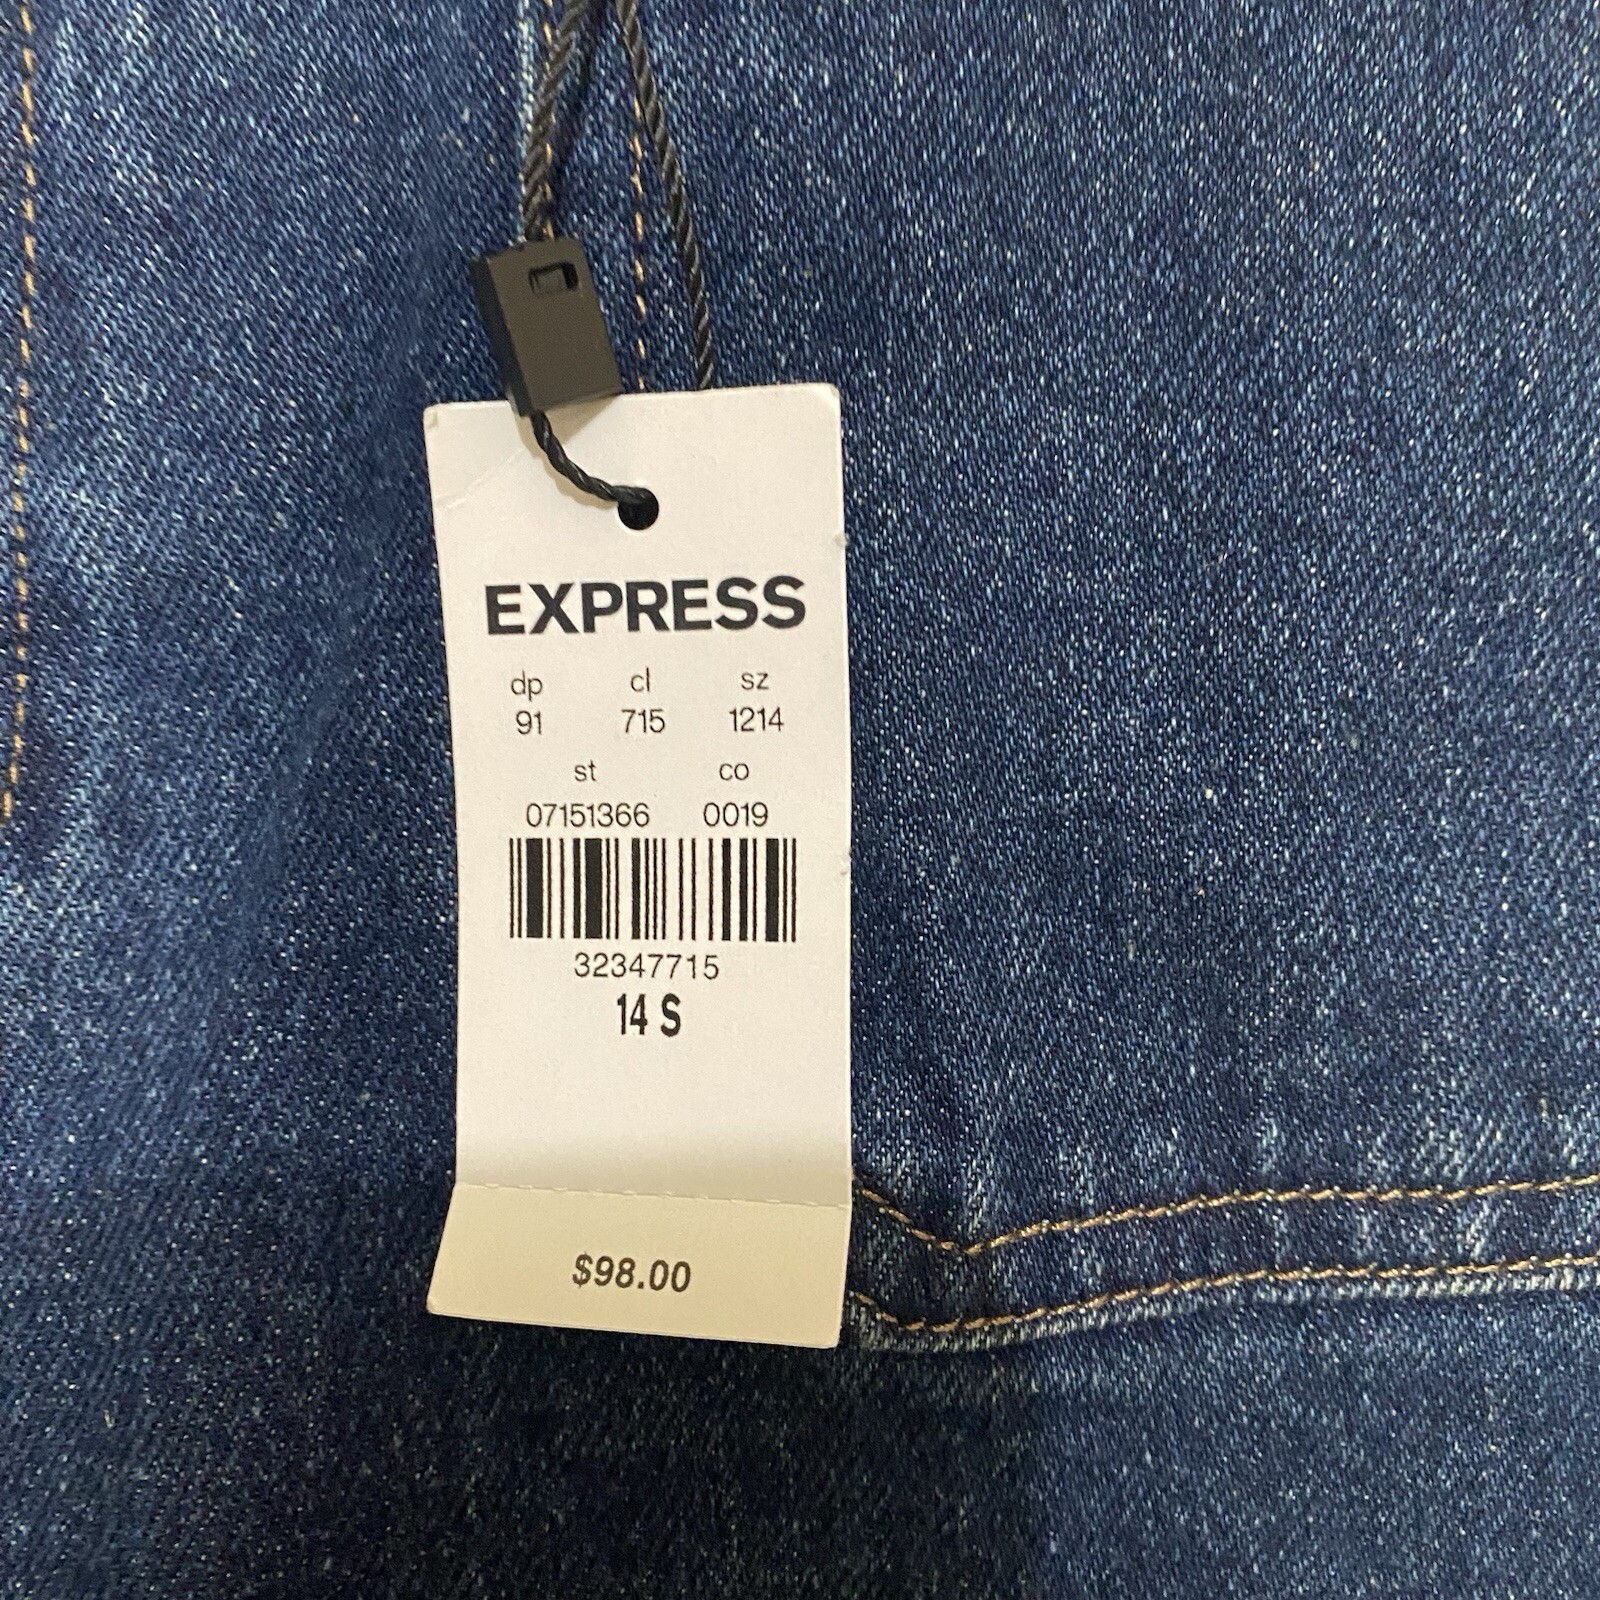 EXPRESS
dp cl sz
91 715 1214
st co
07151366 0019
32347715
14 S
$98.00